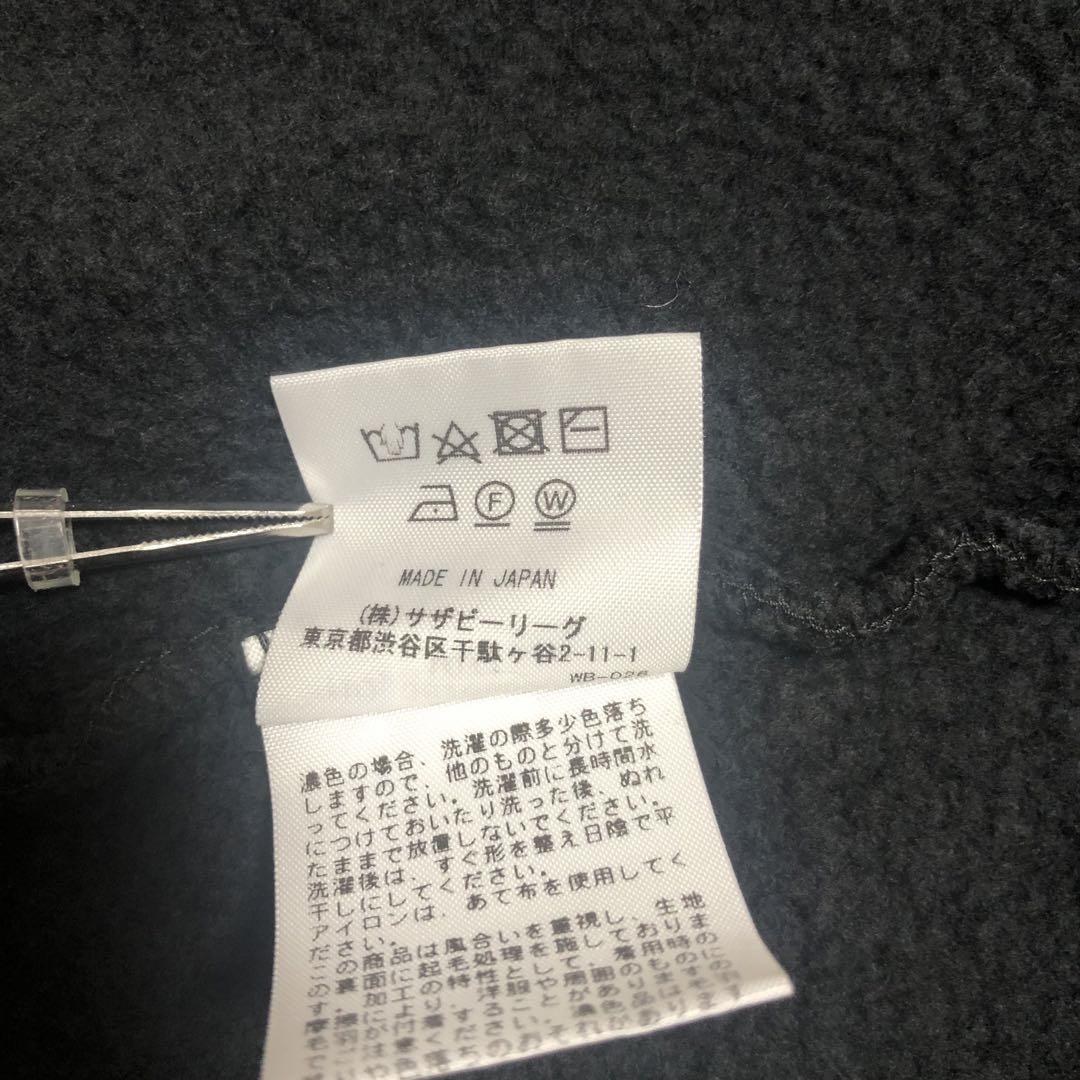 F W
MADE IN JAPAN
(株)サザビーリーグ
東京都渋谷区千駄ヶ谷2-11-1
WB-026
濃色の場合、洗濯の際多少色落ち
しますので、他のものと分けて洗
ってください。洗濯前に長時間水
につけておいたり洗った後、ぬれ
たままで放置しないでください。
洗濯後は、すぐ形を整え日陰で平
干しにしてください。
アイロンは、あて布を使用してく
ださい。
この商品は風合いを重視し、生地